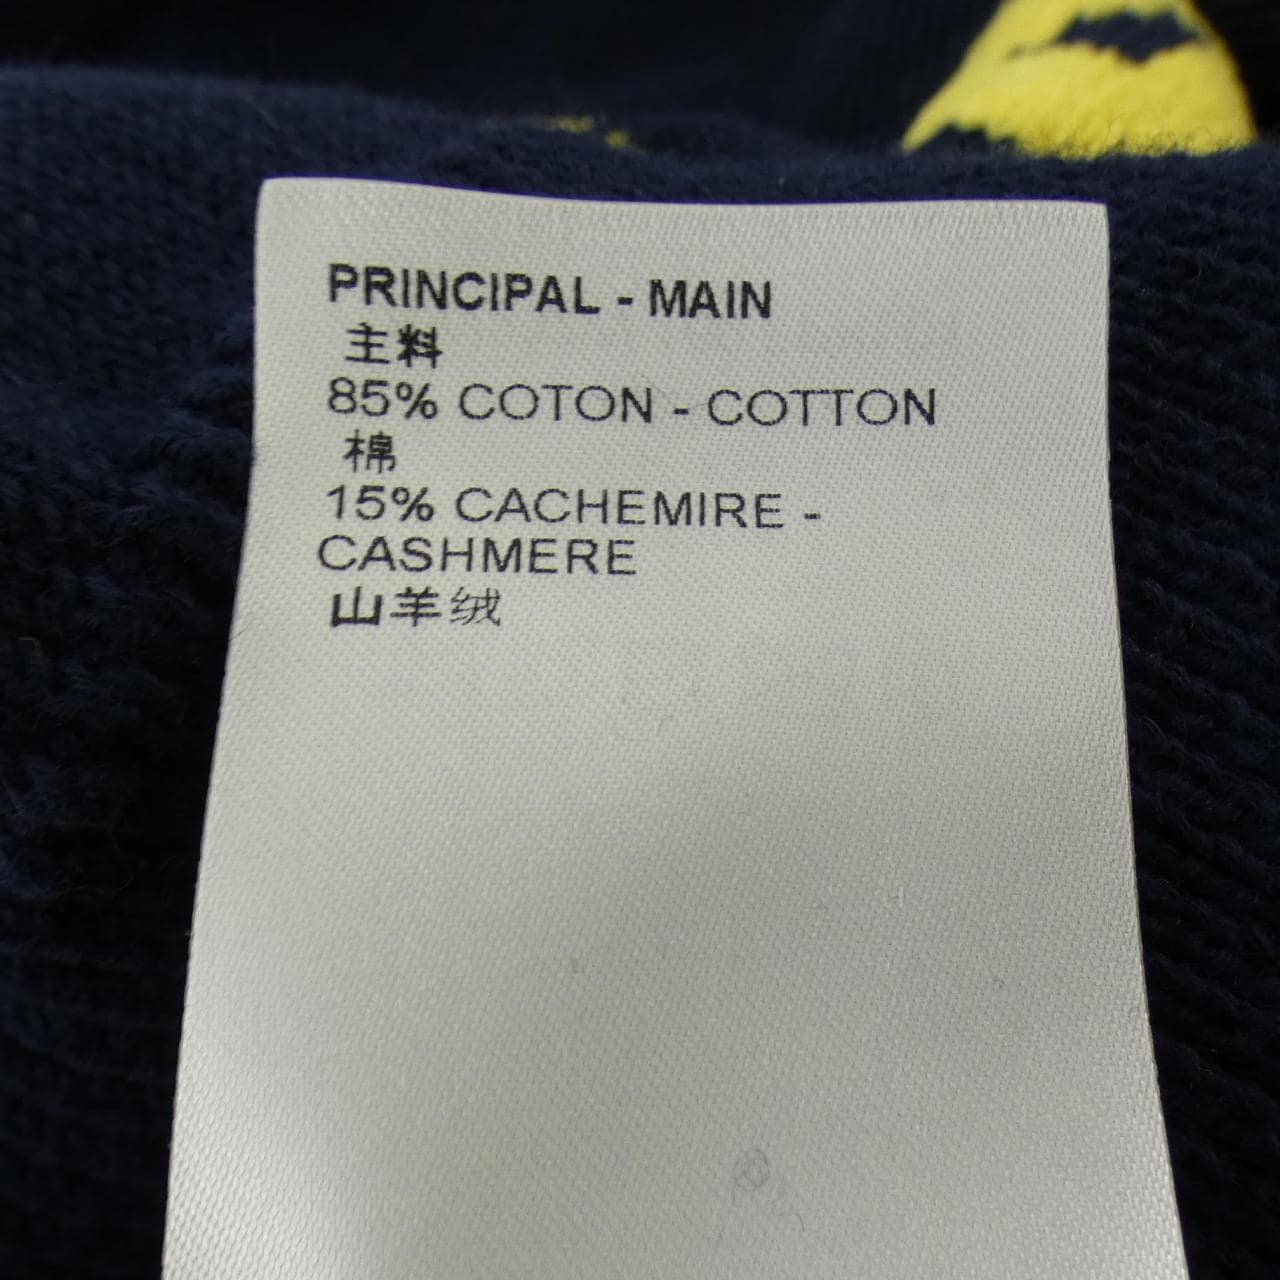 PRINCIPAL - MAIN
主料
85% COTON - COTTON
棉
15% CACHEMIRE -
CASHMERE
山羊绒